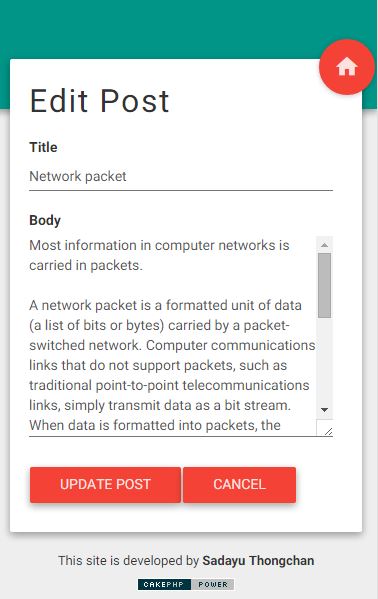 Edit Post
Title
Network packet
Body
Most information in computer networks is
carried in packets.
A network packet is a formatted unit of data
(a list of bits or bytes) carried by a packet-
switched network. Computer communications
links that do not support packets, such as
traditional point-to-point telecommunications
links, simply transmit data as a bit stream.
When data is formatted into packets, the
UPDATE POST CANCEL
This site is developed by Sadayu Thongchan
CAKEPHP POWER